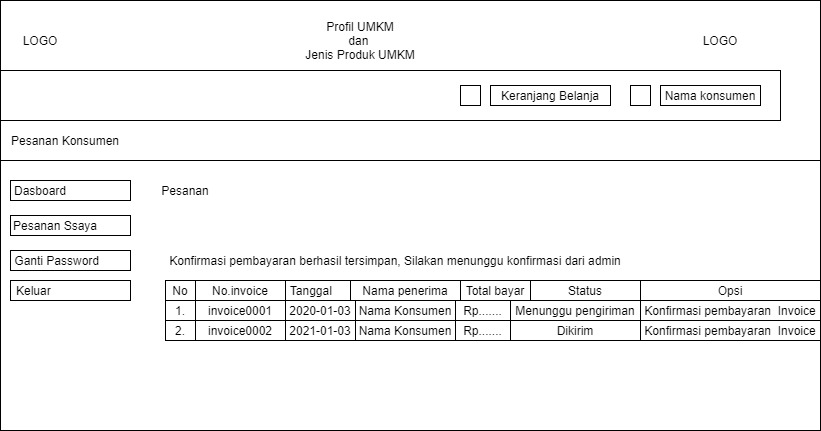 LOGO
Profil UMKM
dan
Jenis Produk UMKM
LOGO
Keranjang Belanja
Nama konsumen
Pesanan Konsumen
Dasboard
Pesanan
Pesanan Ssaya
Ganti Password
Konfirmasi pembayaran berhasil tersimpan, Silakan menunggu konfirmasi dari admin
Keluar
No No.invoice Tanggal Nama penerima Total bayar Status Opsi
1. invoice0001 2020-01-03 Nama Konsumen Rp....... Menunggu pengiriman Konfirmasi pembayaran Invoice
2. invoice0002 2021-01-03 Nama Konsumen Rp....... Dikirim Konfirmasi pembayaran Invoice